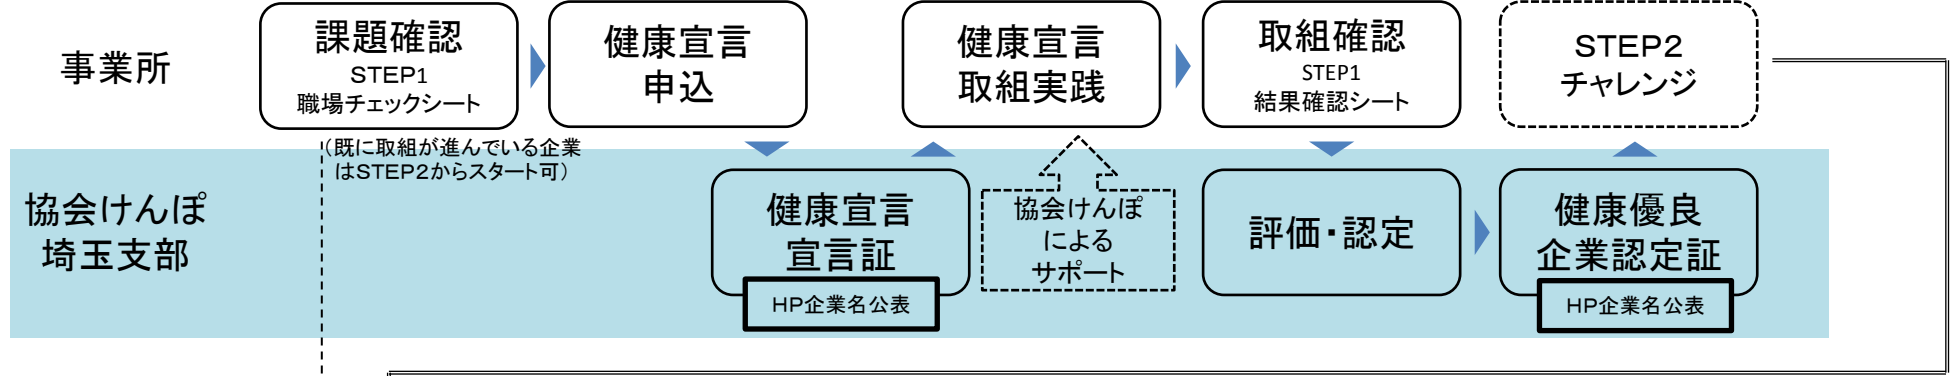 事業所
課題確認
STEP1
職場チェックシート
健康宣言
申込
健康宣言
取組実践
取組確認
STEP1
結果確認シート
STEP2
チャレンジ
(既に取組が進んでいる企業
はSTEP2からスタート可)
協会けんぽ
埼玉支部
健康宣言
宣言証
HP企業名公表
協会けんぽ
による
サポート
評価・認定
健康優良
企業認定証
HP企業名公表